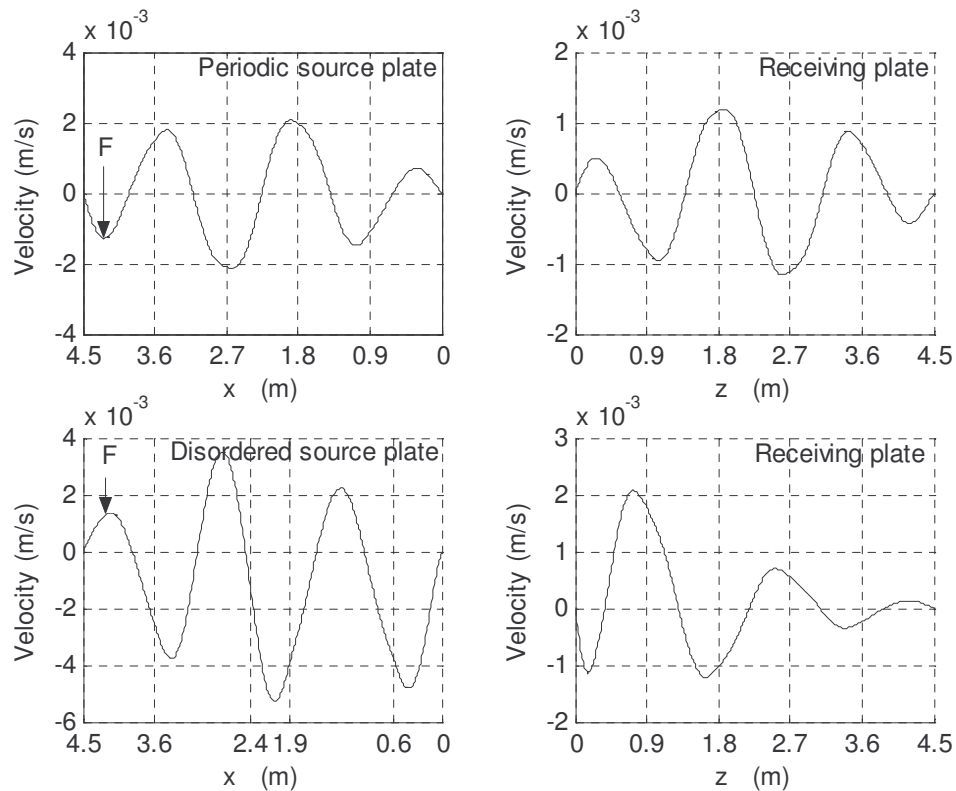 x 10⁻³
Periodic source plate
F
Velocity (m/s)
4
2
0
-2
-4
4.5 3.6 2.7 1.8 0.9 0
x (m)
x 10⁻³
Receiving plate
Velocity (m/s)
2
1
0
-1
-2
0 0.9 1.8 2.7 3.6 4.5
z (m)
x 10⁻³
Disordered source plate
F
Velocity (m/s)
4
2
0
-2
-4
-6
4.5 3.6 2.4 1.9 0.6 0
x (m)
x 10⁻³
Receiving plate
Velocity (m/s)
3
2
1
0
-1
-2
0 0.9 1.8 2.7 3.6 4.5
z (m)